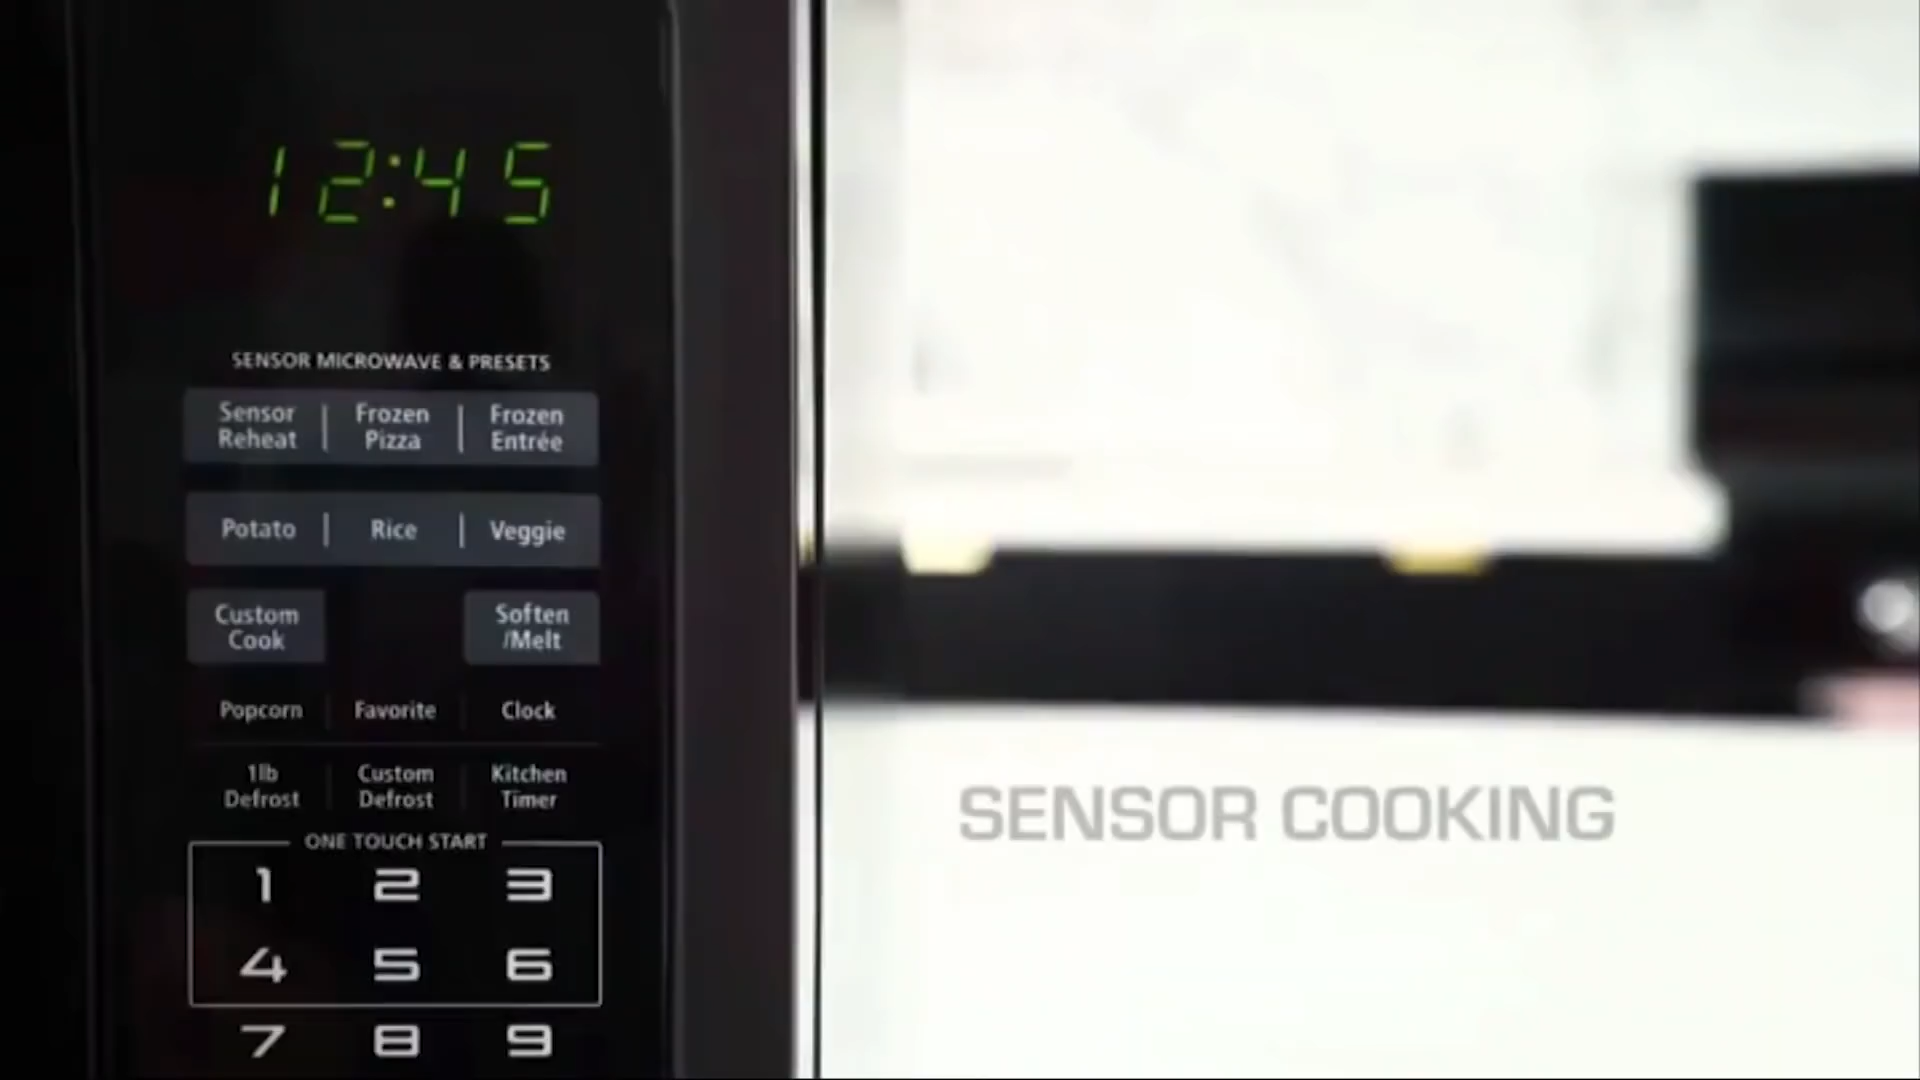 12:45
SENSOR MICROWAVE & PRESETS
Sensor Reheat | Frozen Pizza | Frozen Entrée
Potato | Rice | Veggie
Custom Cook
Soften /Melt
Popcorn Favorite Clock
1lb Defrost Custom Defrost Kitchen Timer
ONE TOUCH START
1 2 3
4 5 6
7 8 9
SENSOR COOKING